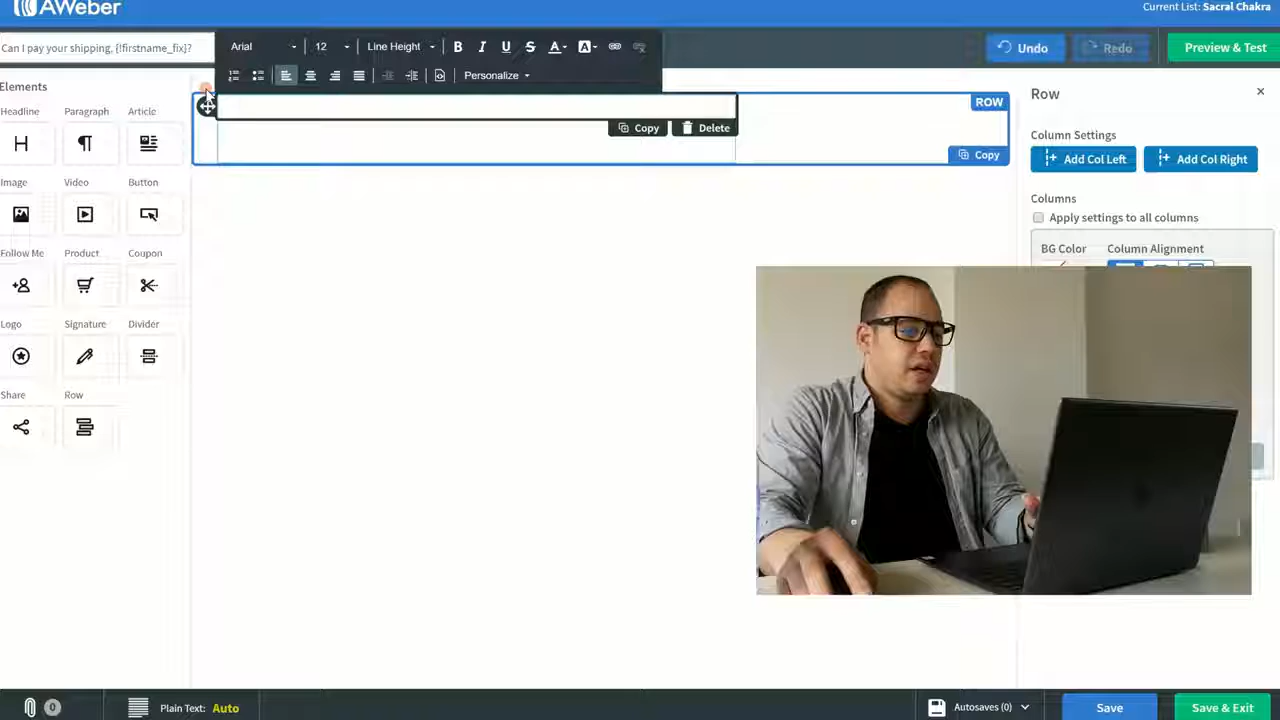 AWeber
Current List: Sacral Chakra
Can I pay your shipping, {!firstname_fix}?
Arial
12
Line Height
B
I
U
S
A
A
Undo
Redo
Preview & Test
Personalize
Elements
Headline
Paragraph
Article
H
Image
Video
Button
Follow Me
Product
Coupon
Logo
Signature
Divider
Share
Row
ROW
Copy
Delete
Copy
Row
Column Settings
Add Col Left
Add Col Right
Columns
Apply settings to all columns
BG Color
Column Alignment
0
Plain Text: Auto
Autosaves (0)
Save
Save & Exit